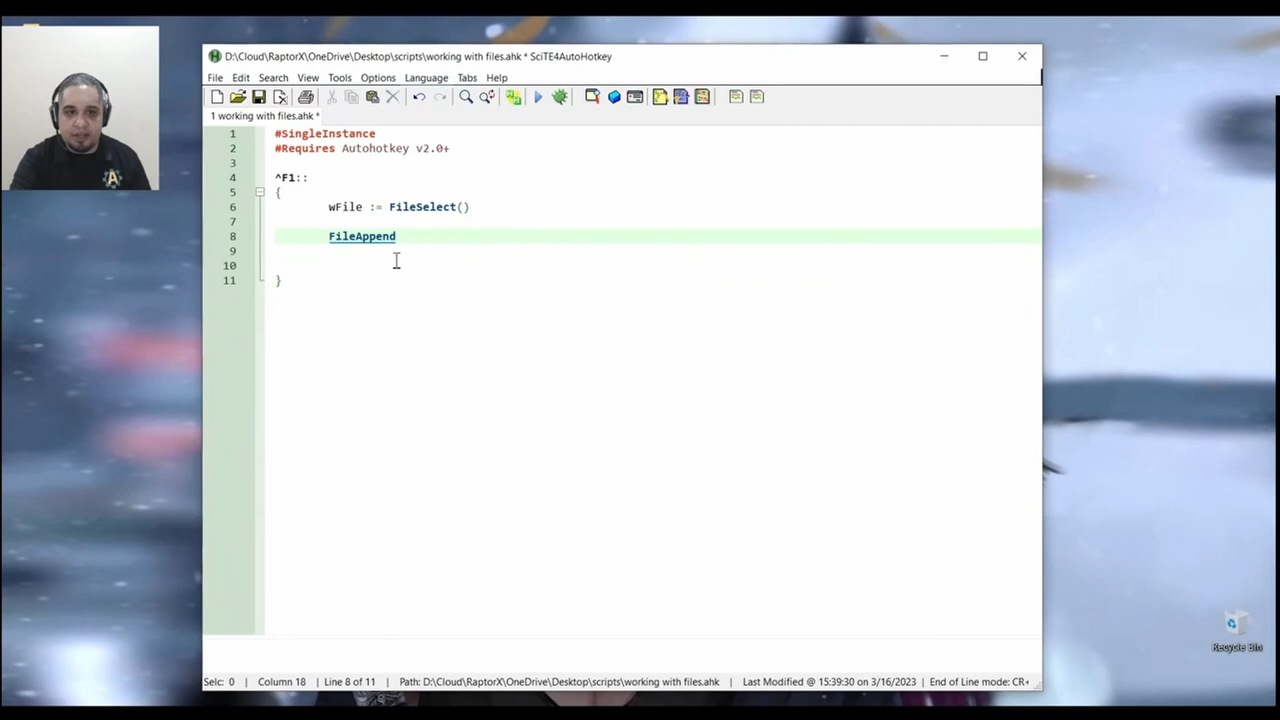 D:\Cloud\RaptorX\OneDrive\Desktop\scripts\working with files.ahk * SciTE4AutoHotkey
File Edit Search View Tools Options Language Tabs Help
1 working with files.ahk *
1 #SingleInstance
2 #Requires Autohotkey v2.0+
3
4 ^F1::
5 {
6 wFile := FileSelect()
7
8 FileAppend
9
10
11 }
Recycle Bin
Selc: 0 | Column 18 | Line 8 of 11 | Path: D:\Cloud\RaptorX\OneDrive\Desktop\scripts\working with files.ahk | Last Modified @ 15:39:30 on 3/16/2023 | End of Line mode: CR+